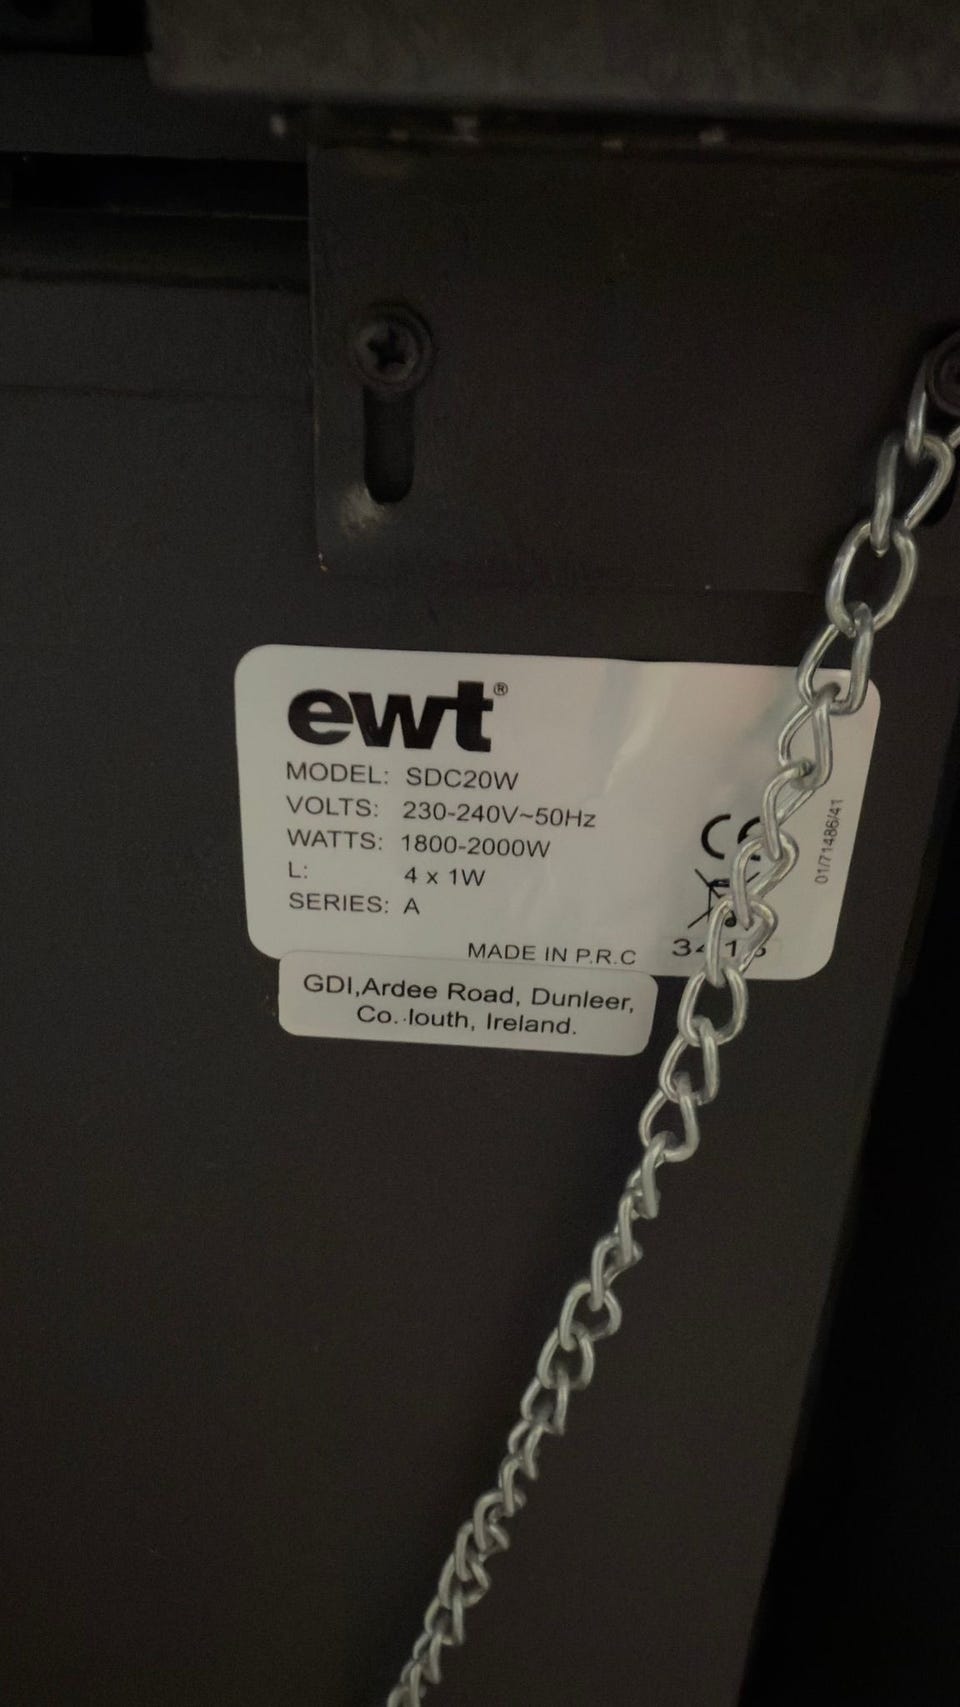 ewt®
MODEL: SDC20W
VOLTS: 230-240V~50Hz
WATTS: 1800-2000W
L: 4 x 1W
SERIES: A
CE
01/71486/41
MADE IN P.R.C
GDI,Ardee Road, Dunleer,
Co. louth, Ireland.